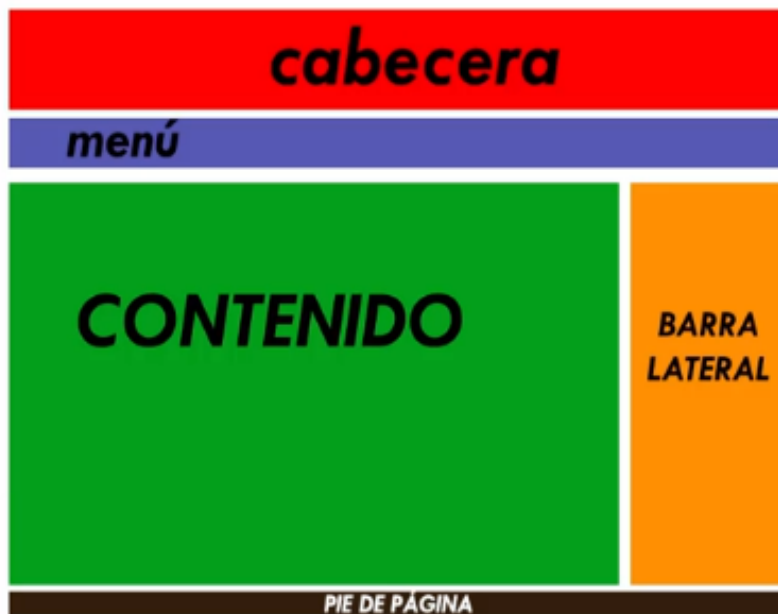 cabecera
menú
CONTENIDO
BARRA
LATERAL
PIE DE PÁGINA